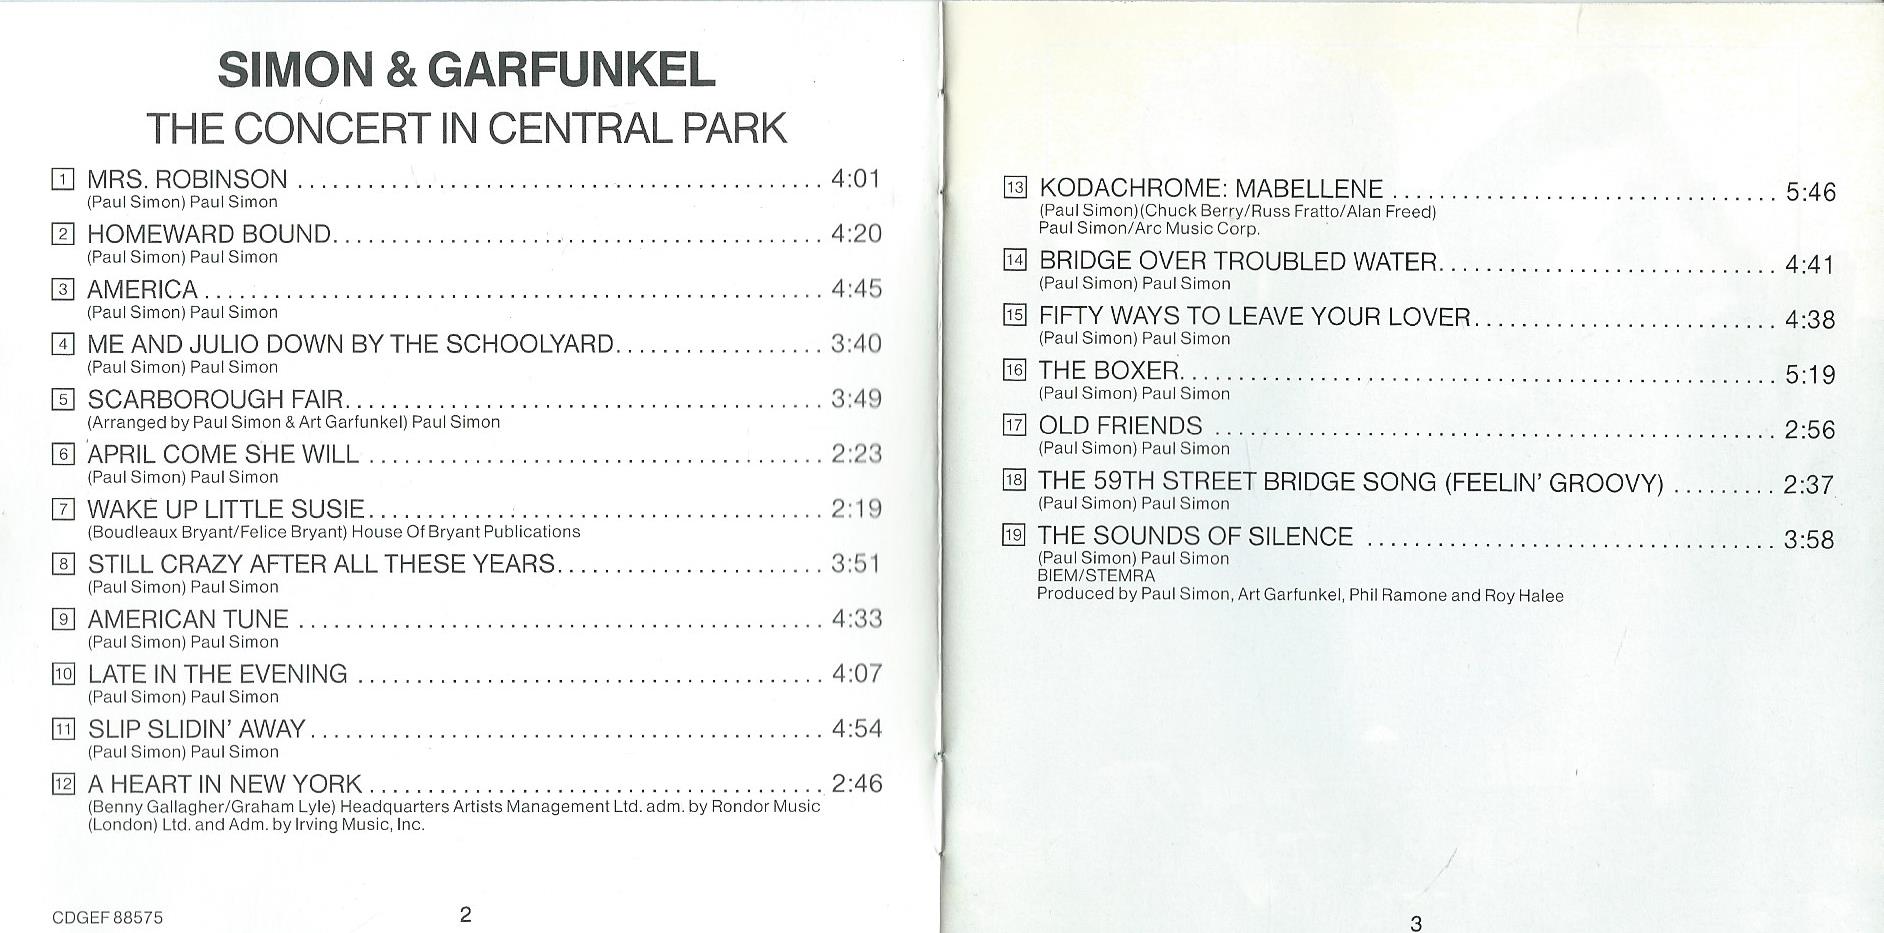 SIMON & GARFUNKEL
THE CONCERT IN CENTRAL PARK
1 MRS. ROBINSON 4:01
(Paul Simon) Paul Simon
2 HOMEWARD BOUND 4:20
(Paul Simon) Paul Simon
3 AMERICA 4:45
(Paul Simon) Paul Simon
4 ME AND JULIO DOWN BY THE SCHOOLYARD 3:40
(Paul Simon) Paul Simon
5 SCARBOROUGH FAIR 3:49
(Arranged by Paul Simon & Art Garfunkel) Paul Simon
6 APRIL COME SHE WILL 2:23
(Paul Simon) Paul Simon
7 WAKE UP LITTLE SUSIE 2:19
(Boudleaux Bryant/Felice Bryant) House Of Bryant Publications
8 STILL CRAZY AFTER ALL THESE YEARS 3:51
(Paul Simon) Paul Simon
9 AMERICAN TUNE 4:33
(Paul Simon) Paul Simon
10 LATE IN THE EVENING 4:07
(Paul Simon) Paul Simon
11 SLIP SLIDIN' AWAY 4:54
(Paul Simon) Paul Simon
12 A HEART IN NEW YORK 2:46
(Benny Gallagher/Graham Lyle) Headquarters Artists Management Ltd. adm. by Rondor Music
(London) Ltd. and Adm. by Irving Music, Inc.
CDGEF 88575
2
13 KODACHROME: MABELLENE 5:46
(Paul Simon)(Chuck Berry/Russ Fratto/Alan Freed)
Paul Simon/Arc Music Corp.
14 BRIDGE OVER TROUBLED WATER 4:41
(Paul Simon) Paul Simon
15 FIFTY WAYS TO LEAVE YOUR LOVER 4:38
(Paul Simon) Paul Simon
16 THE BOXER 5:19
(Paul Simon) Paul Simon
17 OLD FRIENDS 2:56
(Paul Simon) Paul Simon
18 THE 59TH STREET BRIDGE SONG (FEELIN' GROOVY) 2:37
(Paul Simon) Paul Simon
19 THE SOUNDS OF SILENCE 3:58
(Paul Simon) Paul Simon
BIEM/STEMRA
Produced by Paul Simon, Art Garfunkel, Phil Ramone and Roy Halee
3